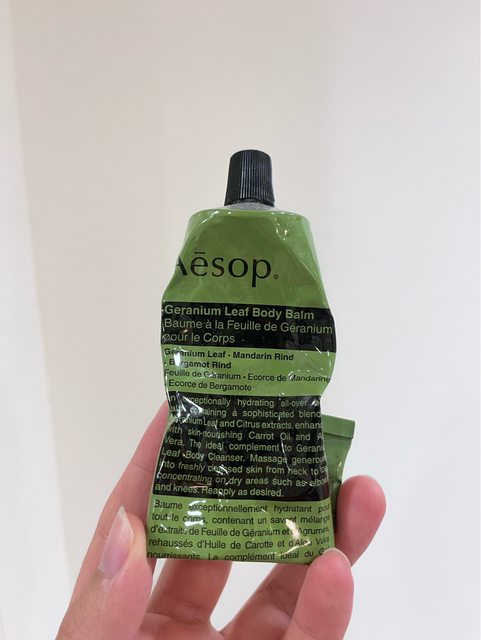 Aēsop®
Geranium Leaf Body Balm
Baume à la Feuille de Géranium
pour le Corps
Geranium Leaf • Mandarin Rind
• Bergamot Rind
Feuille de Géranium • Ecorce de Mandarine
• Ecorce de Bergamote
exceptionally hydrating all-over
a sophisticated blend
Leaf and Citrus extracts,
with skin-nourishing Carrot Oil and
Vera. The ideal complement to
Leaf Body Cleanser. Massage
into freshly cleansed skin from neck to
concentrating on dry areas such as
and knees. Reapply as desired.
Baume exceptionnellement hydratant pour
tout le corps, contenant un savant mélange
d'extraits de Feuille de Géranium et d'Agrumes,
rehaussés d'Huile de Carotte et d'Aloe Vera
nourrissants. Le complément idéal du